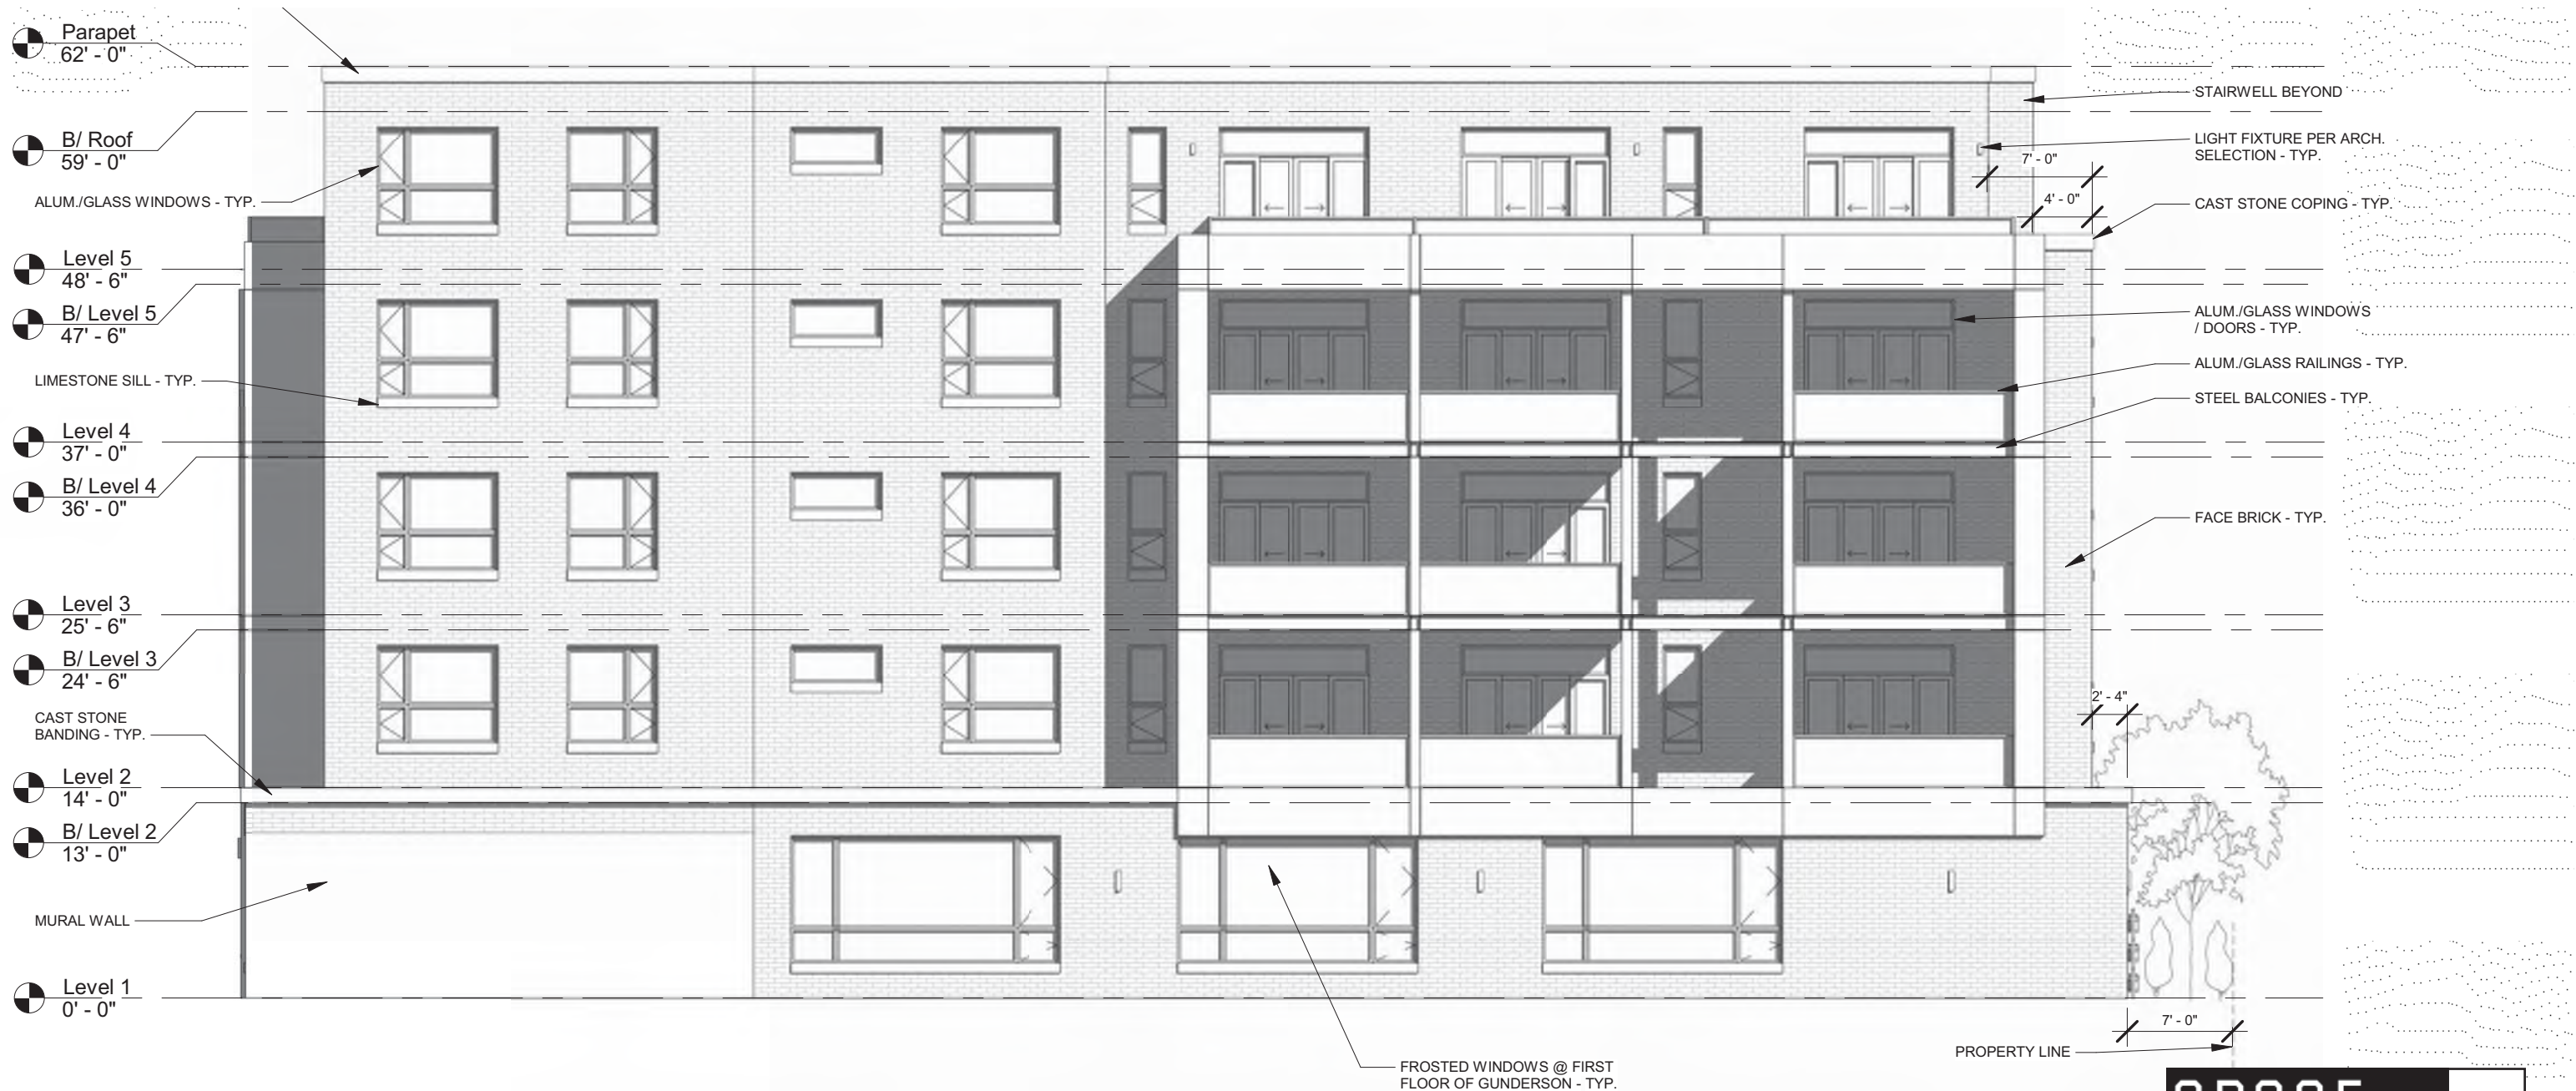 Parapet
62' - 0"
B/ Roof
59' - 0"
ALUM./GLASS WINDOWS - TYP.
Level 5
48' - 6"
B/ Level 5
47' - 6"
LIMESTONE SILL - TYP.
Level 4
37' - 0"
B/ Level 4
36' - 0"
Level 3
25' - 6"
B/ Level 3
24' - 6"
CAST STONE
BANDING - TYP.
Level 2
14' - 0"
B/ Level 2
13' - 0"
MURAL WALL
Level 1
0' - 0"
STAIRWELL BEYOND
LIGHT FIXTURE PER ARCH.
SELECTION - TYP.
7' - 0"
4' - 0"
CAST STONE COPING - TYP.
ALUM./GLASS WINDOWS
/ DOORS - TYP.
ALUM./GLASS RAILINGS - TYP.
STEEL BALCONIES - TYP.
FACE BRICK - TYP.
2' - 4"
7' - 0"
PROPERTY LINE
FROSTED WINDOWS @ FIRST
FLOOR OF GUNDERSON - TYP.